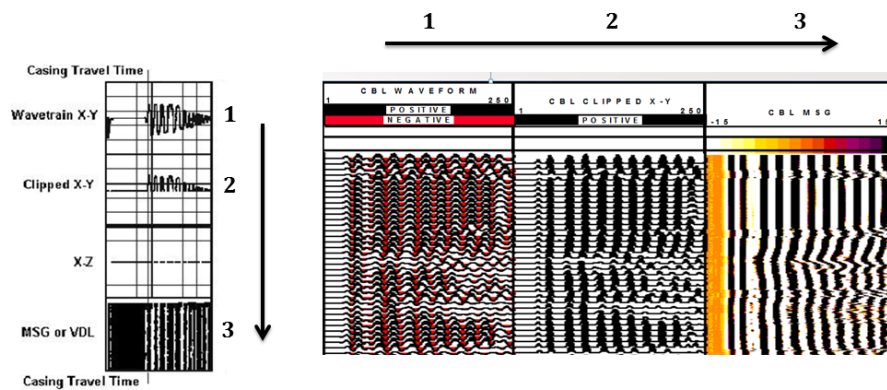 1 2 3
Casing Travel Time
Wavetrain X-Y 1
Clipped X-Y 2
X-Z
MSG or VDL 3
Casing Travel Time
CBL WAVEFORM
1 250
POSITIVE
NEGATIVE
CBL CLIPPED X-Y
1 250
POSITIVE
CBL MSG
-15 15